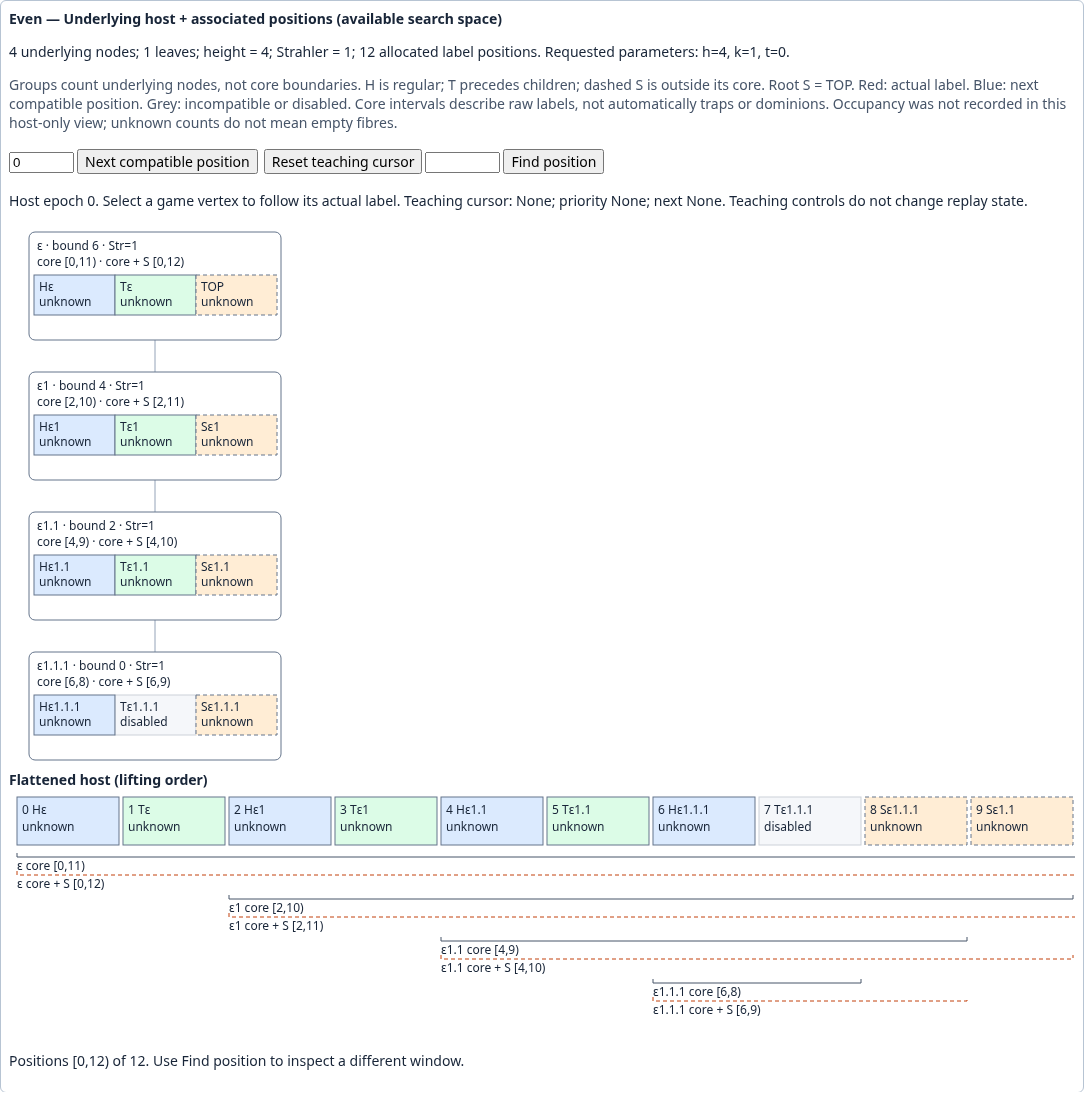 Even — Underlying host + associated positions (available search space)
4 underlying nodes; 1 leaves; height = 4; Strahler = 1; 12 allocated label positions. Requested parameters: h=4, k=1, t=0.
Groups count underlying nodes, not core boundaries. H is regular; T precedes children; dashed S is outside its core. Root S = TOP. Red: actual label. Blue: next
compatible position. Grey: incompatible or disabled. Core intervals describe raw labels, not automatically traps or dominions. Occupancy was not recorded in this
host-only view; unknown counts do not mean empty fibres.
0 Next compatible position Reset teaching cursor Find position
Host epoch 0. Select a game vertex to follow its actual label. Teaching cursor: None; priority None; next None. Teaching controls do not change replay state.
ε · bound 6 · Str=1
core [0,11) · core + S [0,12)
Hε Tε TOP
unknown unknown unknown
ε1 · bound 4 · Str=1
core [2,10) · core + S [2,11)
Hε1 Tε1 Sε1
unknown unknown unknown
ε1.1 · bound 2 · Str=1
core [4,9) · core + S [4,10)
Hε1.1 Tε1.1 Sε1.1
unknown unknown unknown
ε1.1.1 · bound 0 · Str=1
core [6,8) · core + S [6,9)
Hε1.1.1 Tε1.1.1 Sε1.1.1
unknown disabled unknown
Flattened host (lifting order)
0 Hε 1 Tε 2 Hε1 3 Tε1 4 Hε1.1 5 Tε1.1 6 Hε1.1.1 7 Tε1.1.1 8 Sε1.1.1 9 Sε1.1
unknown unknown unknown unknown unknown unknown unknown disabled unknown unknown
ε core [0,11)
ε core + S [0,12)
ε1 core [2,10)
ε1 core + S [2,11)
ε1.1 core [4,9)
ε1.1 core + S [4,10)
ε1.1.1 core [6,8)
ε1.1.1 core + S [6,9)
Positions [0,12) of 12. Use Find position to inspect a different window.